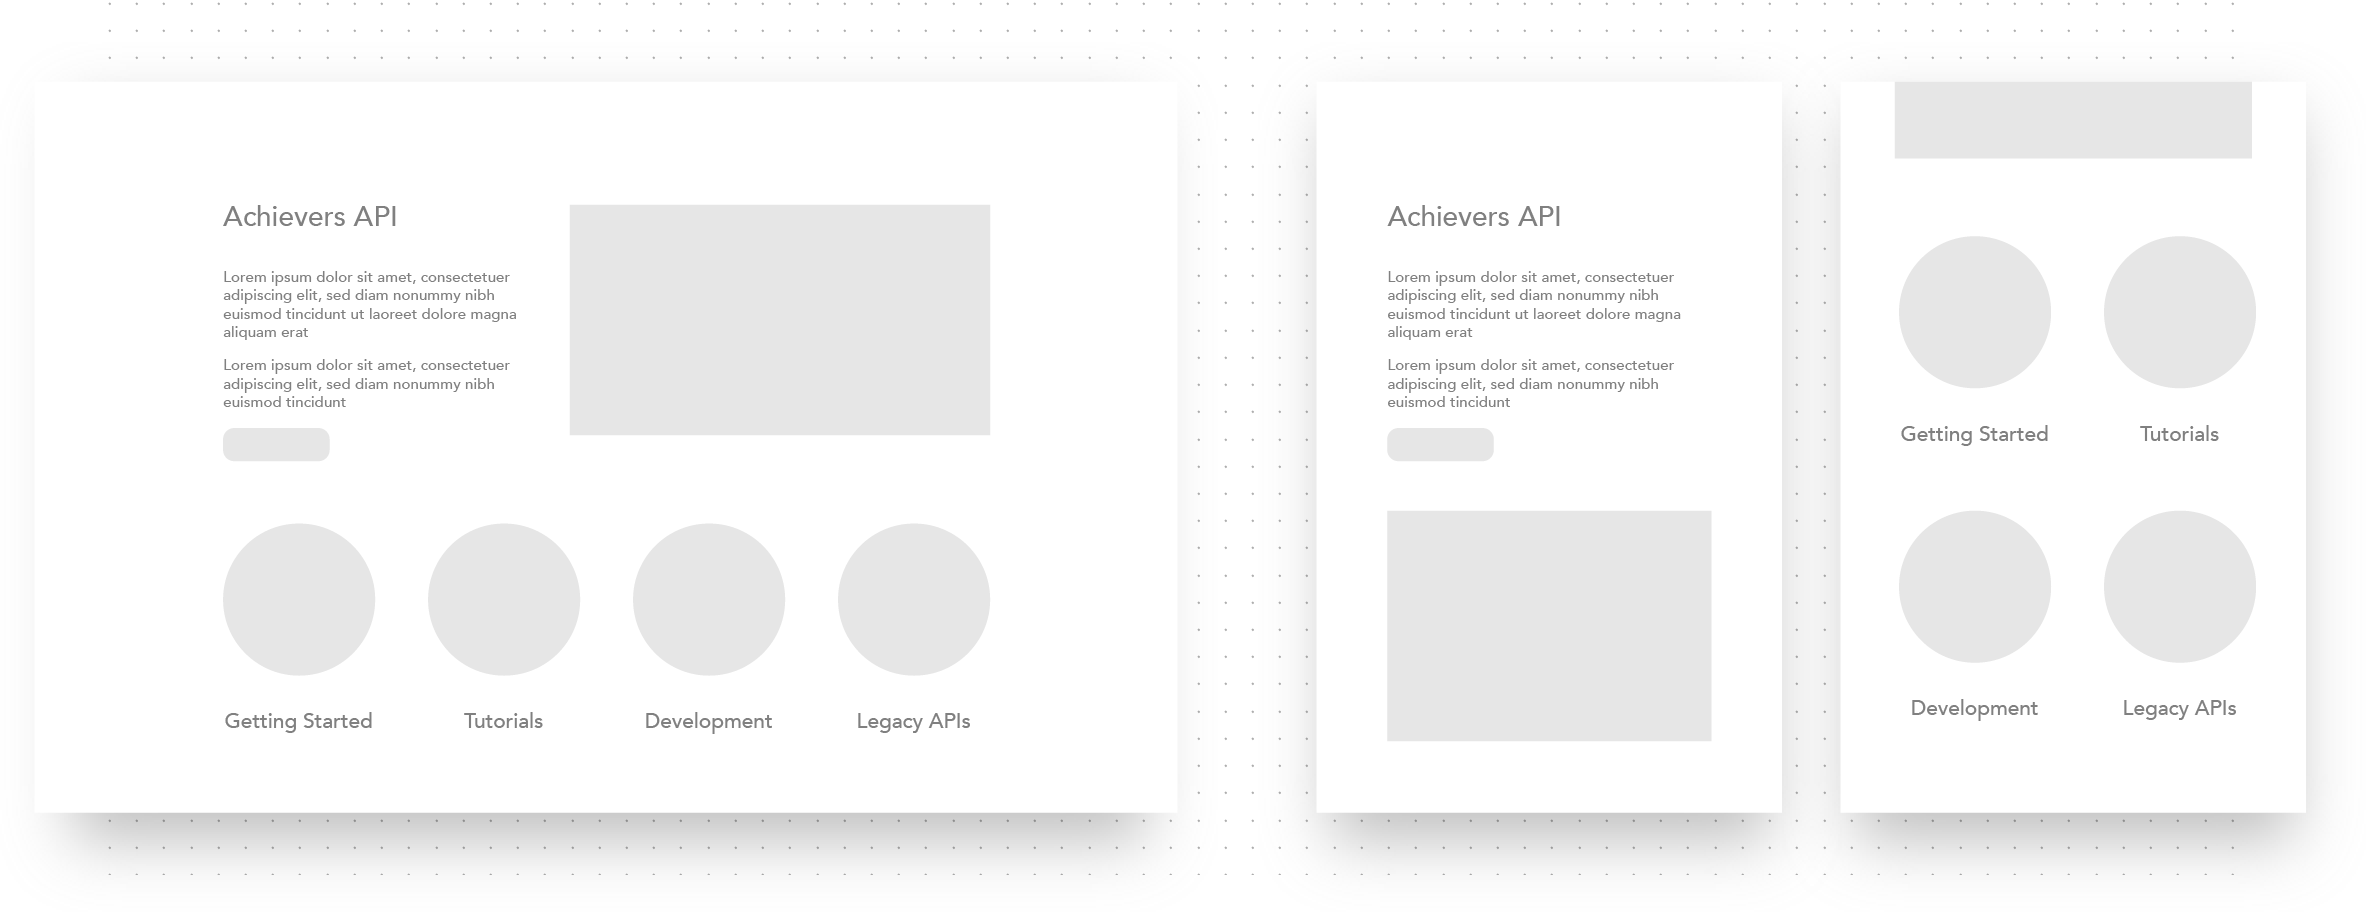 Achievers API
Lorem ipsum dolor sit amet, consectetuer
adipiscing elit, sed diam nonummy nibh
euismod tincidunt ut laoreet dolore magna
aliquam erat
Lorem ipsum dolor sit amet, consectetuer
adipiscing elit, sed diam nonummy nibh
euismod tincidunt
Getting Started
Tutorials
Development
Legacy APIs
Achievers API
Lorem ipsum dolor sit amet, consectetuer
adipiscing elit, sed diam nonummy nibh
euismod tincidunt ut laoreet dolore magna
aliquam erat
Lorem ipsum dolor sit amet, consectetuer
adipiscing elit, sed diam nonummy nibh
euismod tincidunt
Getting Started
Tutorials
Development
Legacy APIs